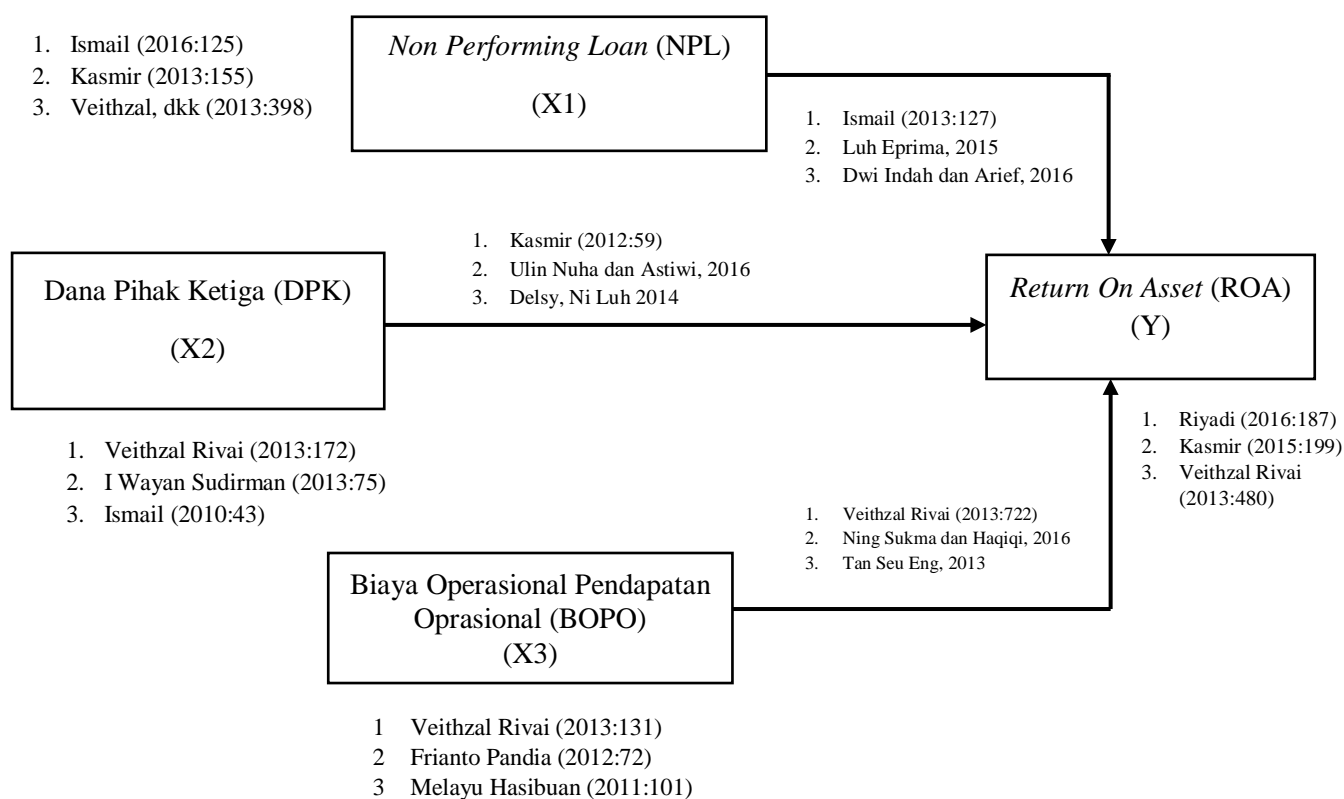 1. Ismail (2016:125)
2. Kasmir (2013:155)
3. Veithzal, dkk (2013:398)
Non Performing Loan (NPL)
(X1)
1. Ismail (2013:127)
2. Luh Eprima, 2015
3. Dwi Indah dan Arief, 2016
1. Kasmir (2012:59)
2. Ulin Nuha dan Astiwi, 2016
3. Delsy, Ni Luh 2014
Dana Pihak Ketiga (DPK)
(X2)
Return On Asset (ROA)
(Y)
1. Veithzal Rivai (2013:172)
2. I Wayan Sudirman (2013:75)
3. Ismail (2010:43)
1. Riyadi (2016:187)
2. Kasmir (2015:199)
3. Veithzal Rivai
(2013:480)
1. Veithzal Rivai (2013:722)
2. Ning Sukma dan Haqiqi, 2016
3. Tan Seu Eng, 2013
Biaya Operasional Pendapatan
Oprasional (BOPO)
(X3)
1 Veithzal Rivai (2013:131)
2 Frianto Pandia (2012:72)
3 Melayu Hasibuan (2011:101)